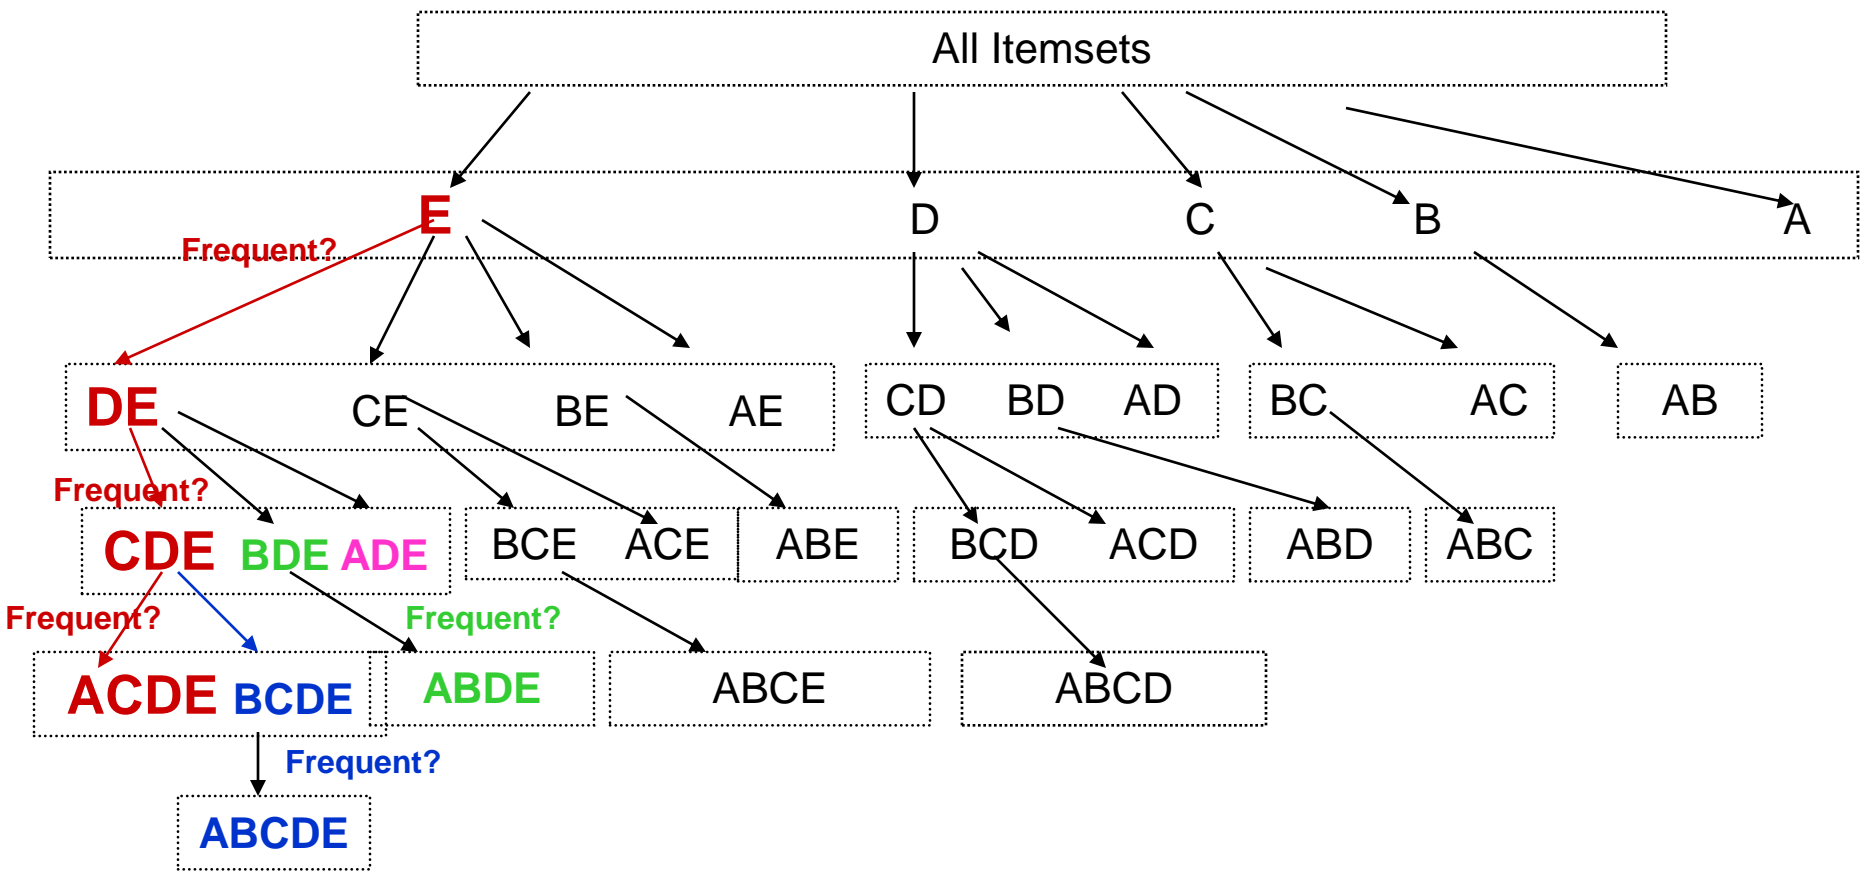 All Itemsets
E D C B A
Frequent?
DE CE BE AE CD BD AD BC AC AB
Frequent?
CDE BDE ADE BCE ACE ABE BCD ACD ABD ABC
Frequent? Frequent?
ACDE BCDE ABDE ABCE ABCD
Frequent?
ABCDE